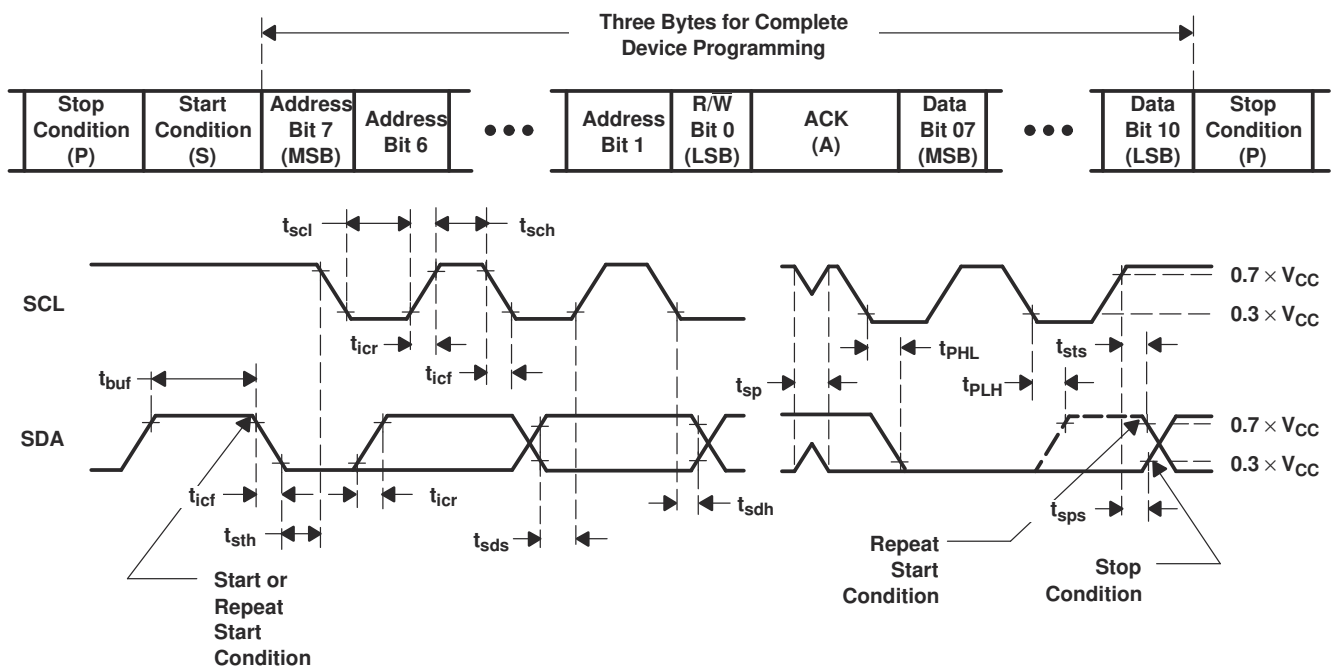 Three Bytes for Complete
Device Programming
Stop
Condition
(P)
Start
Condition
(S)
Address
Bit 7
(MSB)
Address
Bit 6
•••
Address
Bit 1
R/W̅
Bit 0
(LSB)
ACK
(A)
Data
Bit 07
(MSB)
•••
Data
Bit 10
(LSB)
Stop
Condition
(P)
tscl
tsch
SCL
0.7 × VCC
0.3 × VCC
ticr
tPHL
tsts
tbuf
ticf
tsp
tPLH
SDA
0.7 × VCC
0.3 × VCC
ticf
ticr
tsdh
tsth
tsds
tsps
Start or
Repeat
Start
Condition
Repeat
Start
Condition
Stop
Condition